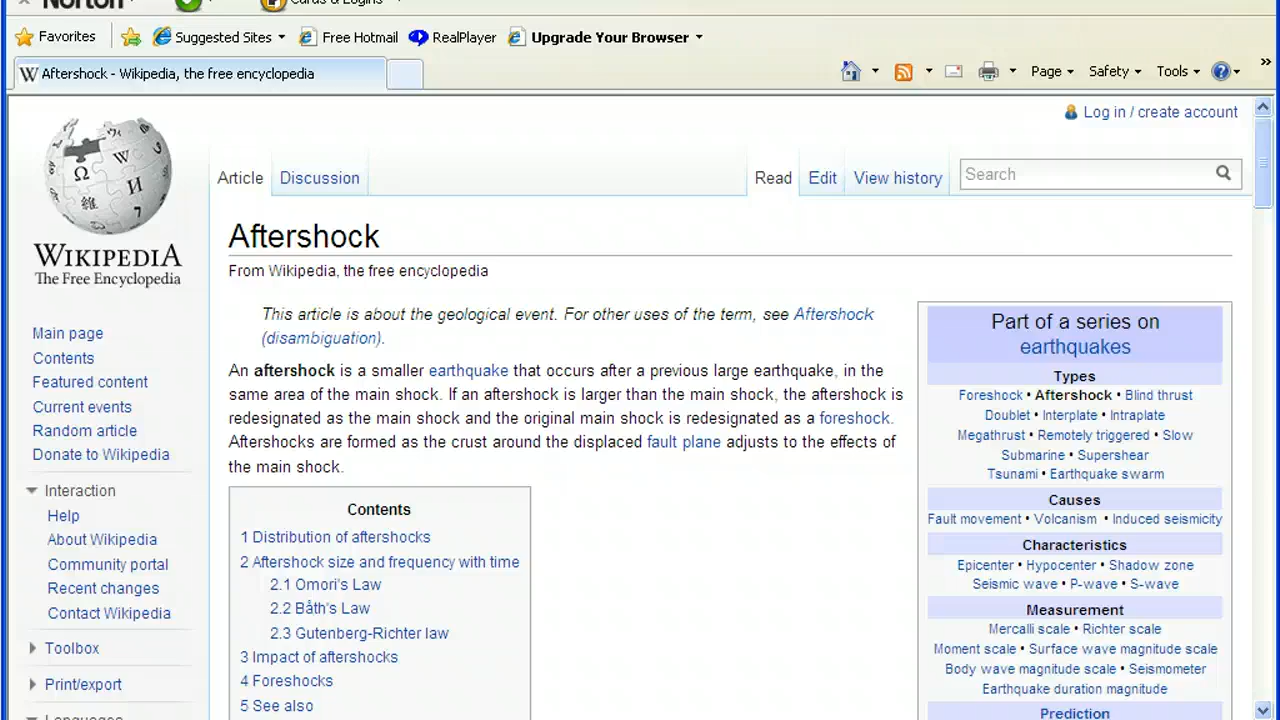 Norton
Cards & Logins
Favorites Suggested Sites Free Hotmail RealPlayer Upgrade Your Browser
Aftershock - Wikipedia, the free encyclopedia
Page Safety Tools »
Log in / create account
Article Discussion Read Edit View history Search
WIKIPEDIA
The Free Encyclopedia
Main page
Contents
Featured content
Current events
Random article
Donate to Wikipedia
Interaction
Help
About Wikipedia
Community portal
Recent changes
Contact Wikipedia
Toolbox
Print/export
Languages
Aftershock
From Wikipedia, the free encyclopedia
This article is about the geological event. For other uses of the term, see Aftershock
(disambiguation).
An aftershock is a smaller earthquake that occurs after a previous large earthquake, in the
same area of the main shock. If an aftershock is larger than the main shock, the aftershock is
redesignated as the main shock and the original main shock is redesignated as a foreshock.
Aftershocks are formed as the crust around the displaced fault plane adjusts to the effects of
the main shock.
Contents
1 Distribution of aftershocks
2 Aftershock size and frequency with time
2.1 Omori's Law
2.2 Båth's Law
2.3 Gutenberg-Richter law
3 Impact of aftershocks
4 Foreshocks
5 See also
Part of a series on
earthquakes
Types
Foreshock • Aftershock • Blind thrust
Doublet • Interplate • Intraplate
Megathrust • Remotely triggered • Slow
Submarine • Supershear
Tsunami • Earthquake swarm
Causes
Fault movement • Volcanism • Induced seismicity
Characteristics
Epicenter • Hypocenter • Shadow zone
Seismic wave • P-wave • S-wave
Measurement
Mercalli scale • Richter scale
Moment scale • Surface wave magnitude scale
Body wave magnitude scale • Seismometer
Earthquake duration magnitude
Prediction